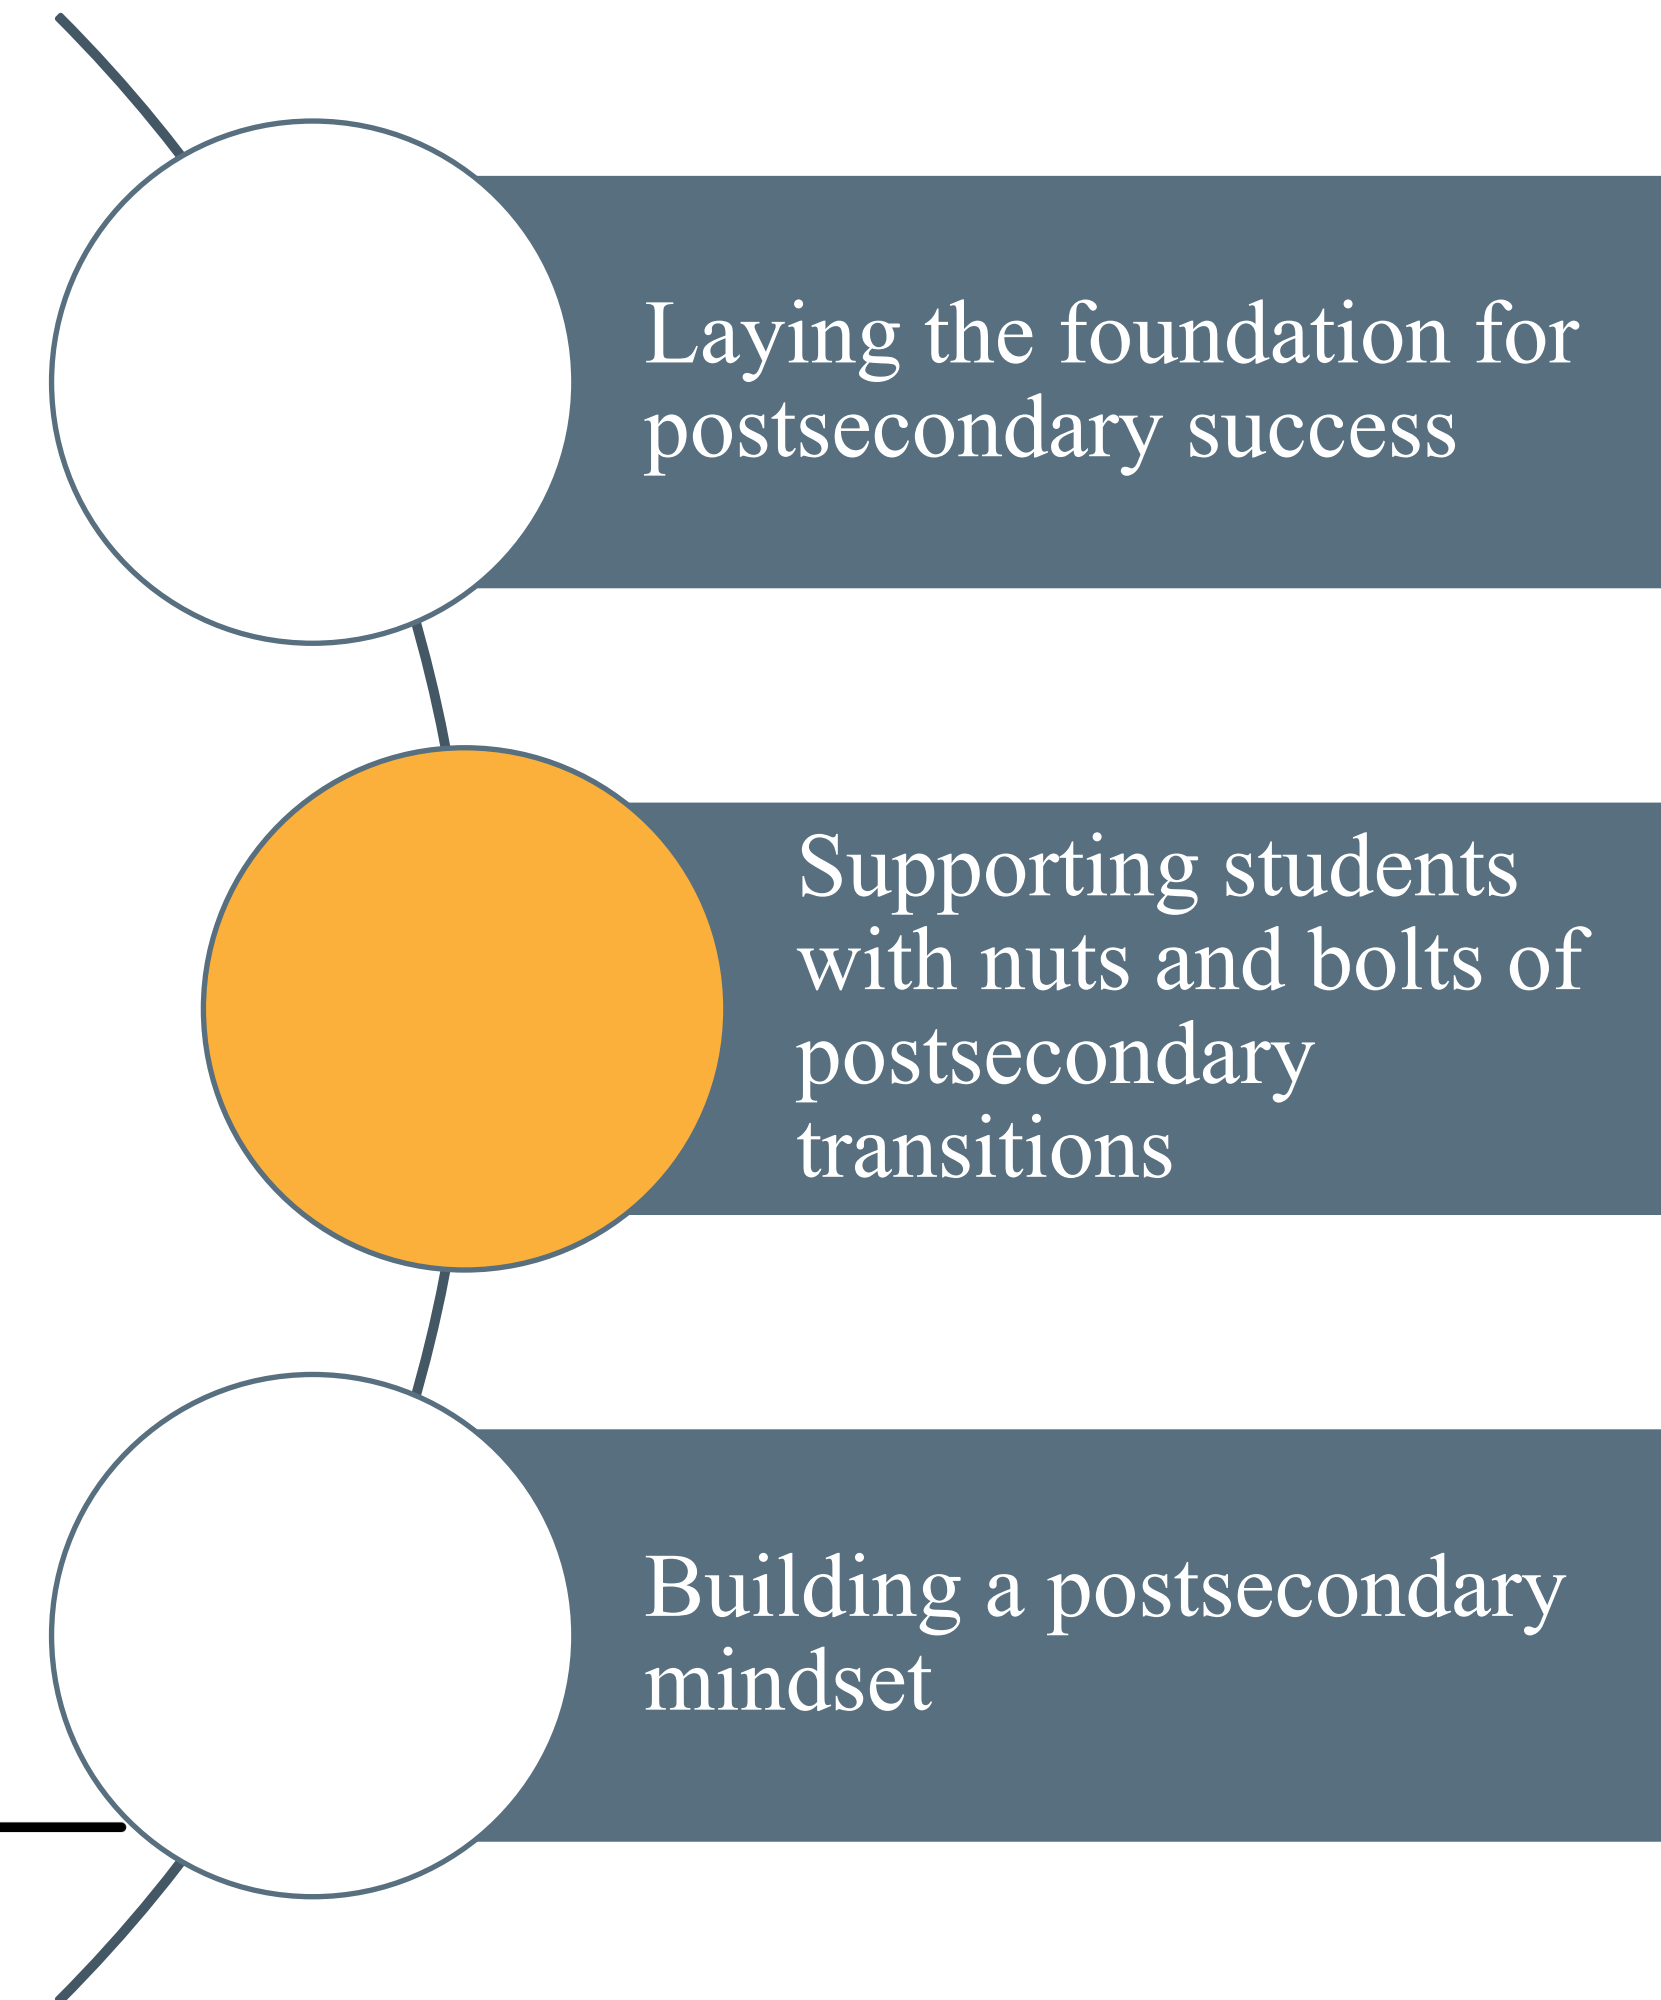 Laying the foundation for
postsecondary success
Supporting students
with nuts and bolts of
postsecondary
transitions
Building a postsecondary
mindset